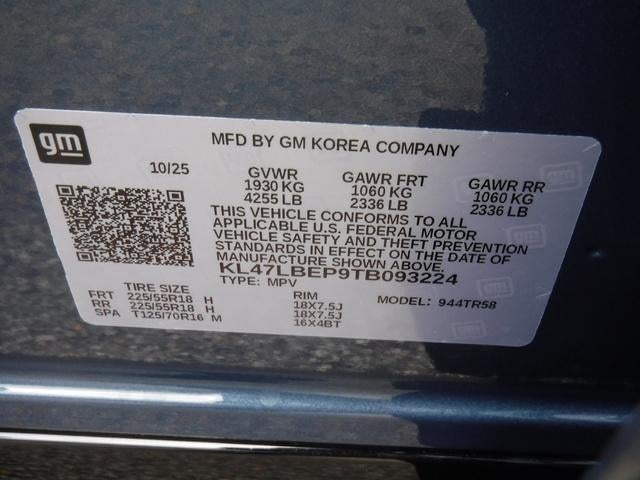 gm
MFD BY GM KOREA COMPANY
10/25
GVWR GAWR FRT GAWR RR
1930 KG 1060 KG 1060 KG
4255 LB 2336 LB 2336 LB
THIS VEHICLE CONFORMS TO ALL
APPLICABLE U.S. FEDERAL MOTOR
VEHICLE SAFETY AND THEFT PREVENTION
STANDARDS IN EFFECT ON THE DATE OF
MANUFACTURE SHOWN ABOVE.
KL47LBEP9TB093224
TYPE: MPV
MODEL: 944TR58
TIRE SIZE RIM
FRT 225/55R18 H 18X7.5J
RR 225/55R18 H 18X7.5J
SPA T125/70R16 M 16X4BT